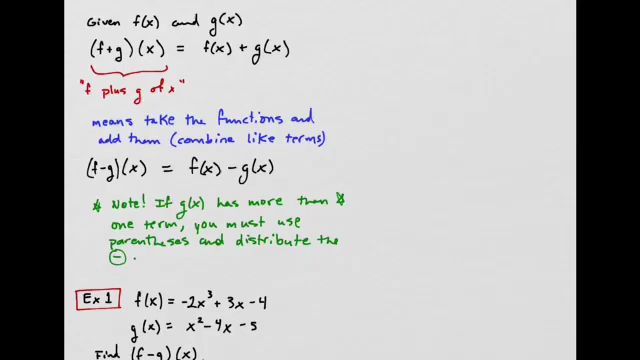 Given f(x) and g(x)
(f+g)(x) = f(x) + g(x)
"f plus g of x"
means take the functions and
add them (combine like terms)
(f-g)(x) = f(x) - g(x)
* Note! If g(x) has more than *
one term, you must use
parentheses and distribute the
- .
Ex 1 f(x) = -2x³ + 3x - 4
g(x) = x² - 4x - 5
Find (f-g)(x).